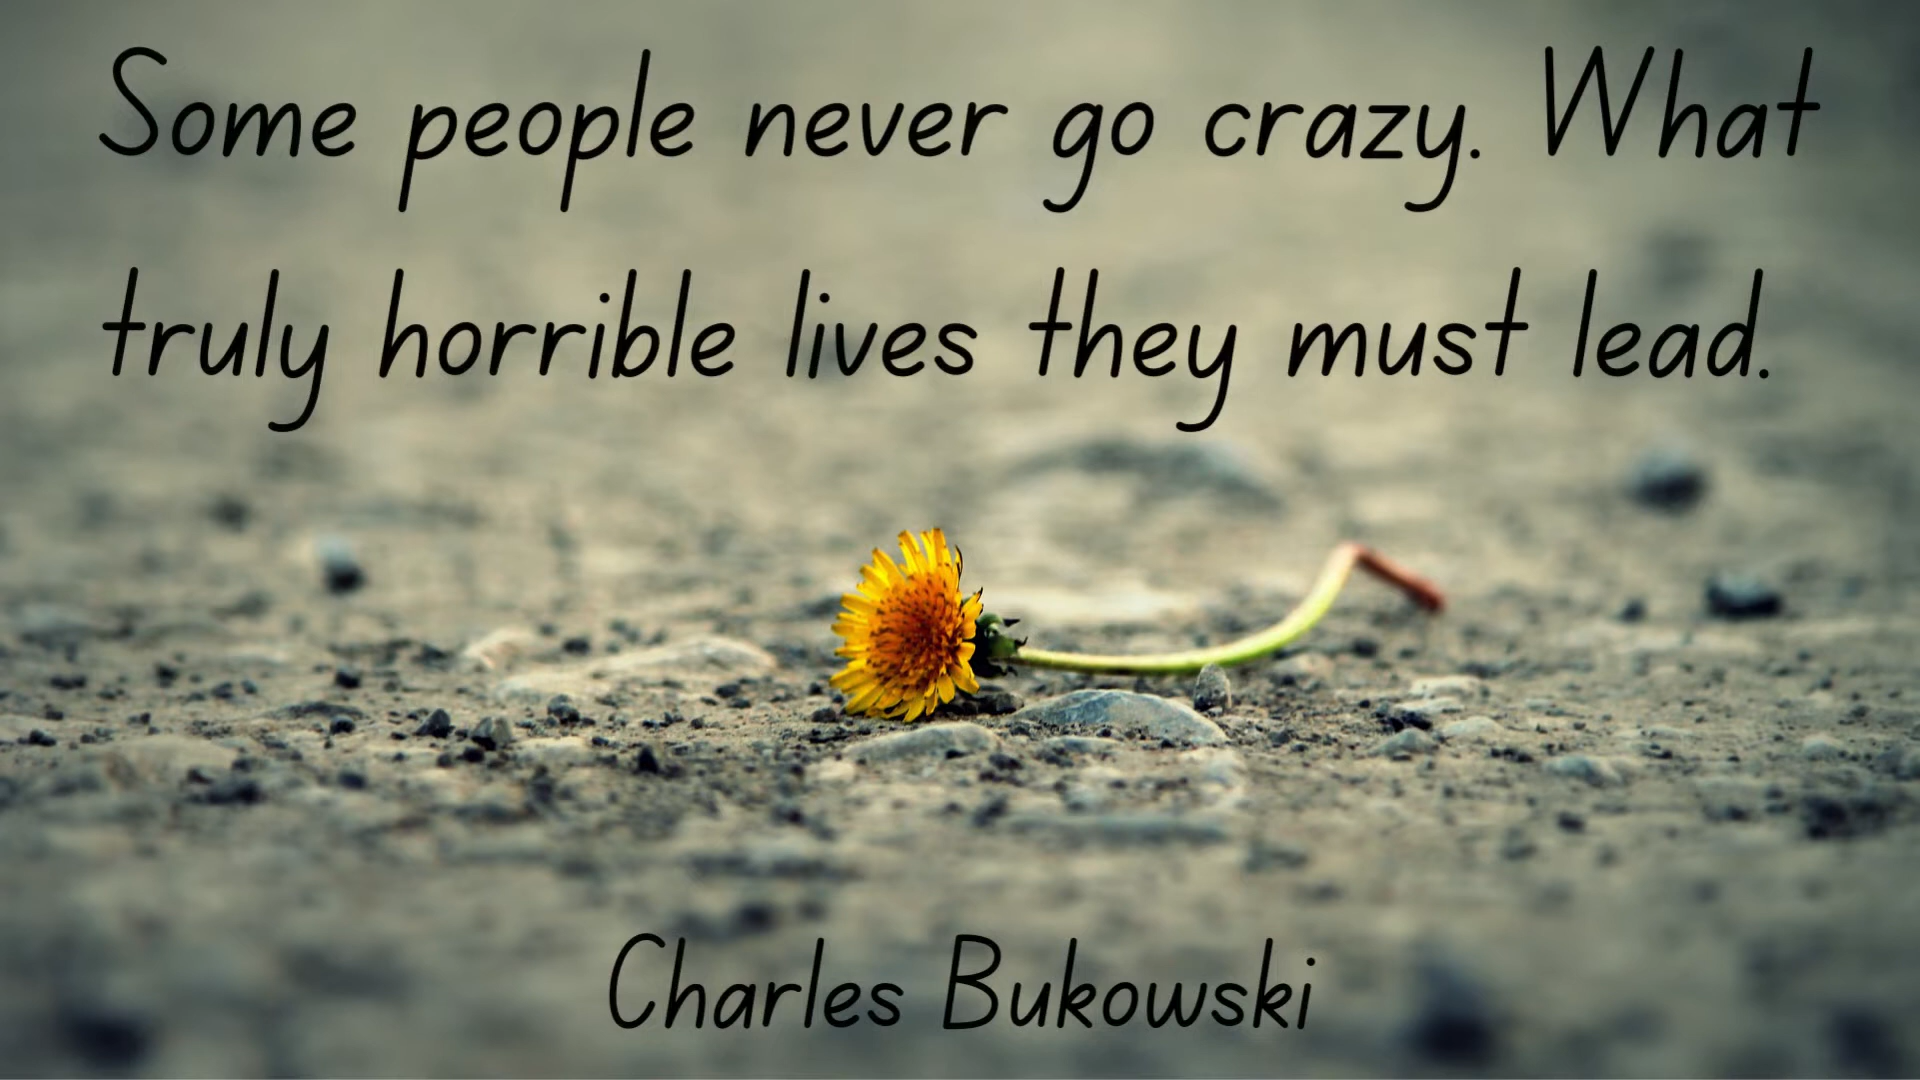 Some people never go crazy. What
truly horrible lives they must lead.
Charles Bukowski